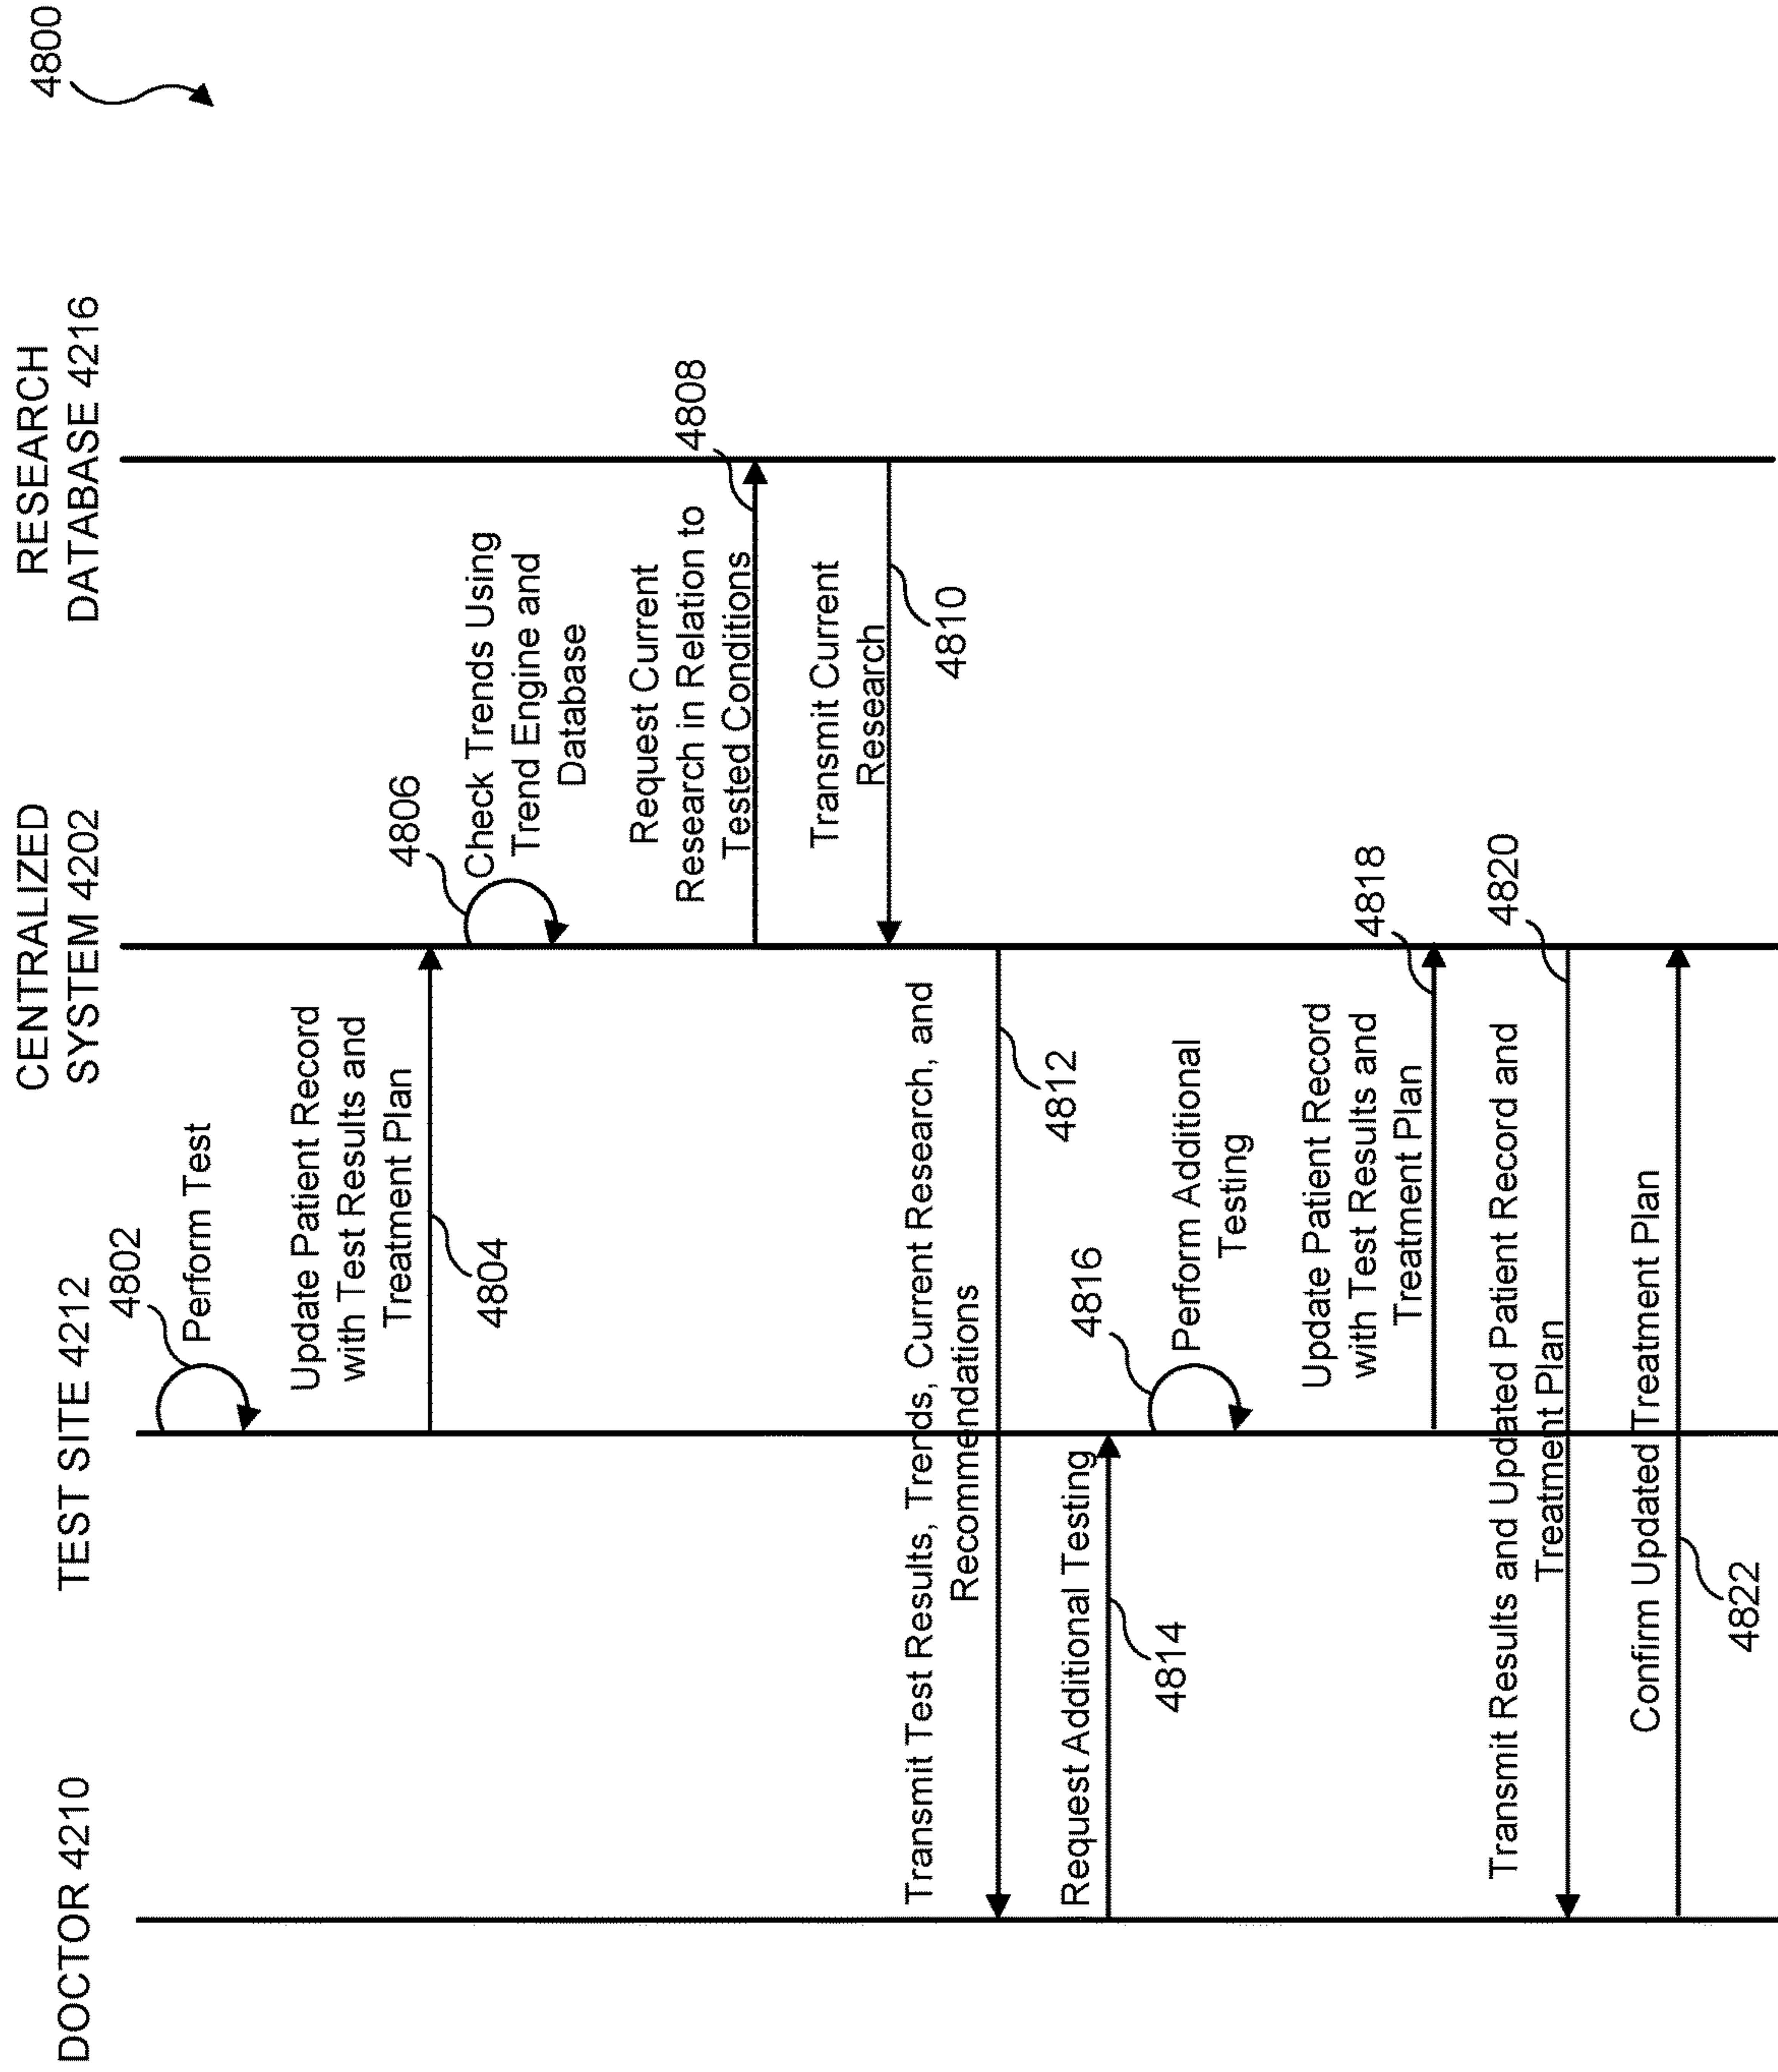 4800
DOCTOR 4210
TEST SITE 4212
CENTRALIZED
SYSTEM 4202
RESEARCH
DATABASE 4216
4802
Perform Test
Update Patient Record
with Test Results and
Treatment Plan
4804
4806
Check Trends Using
Trend Engine and
Database
Request Current
Research in Relation to
Tested Conditions
4808
Transmit Current
Research
4810
Transmit Test Results, Trends, Current Research, and
Recommendations
4812
Request Additional Testing
4814
4816
Perform Additional
Testing
Update Patient Record
with Test Results and
Treatment Plan
4818
Transmit Results and Updated Patient Record and
Treatment Plan
4820
Confirm Updated Treatment Plan
4822